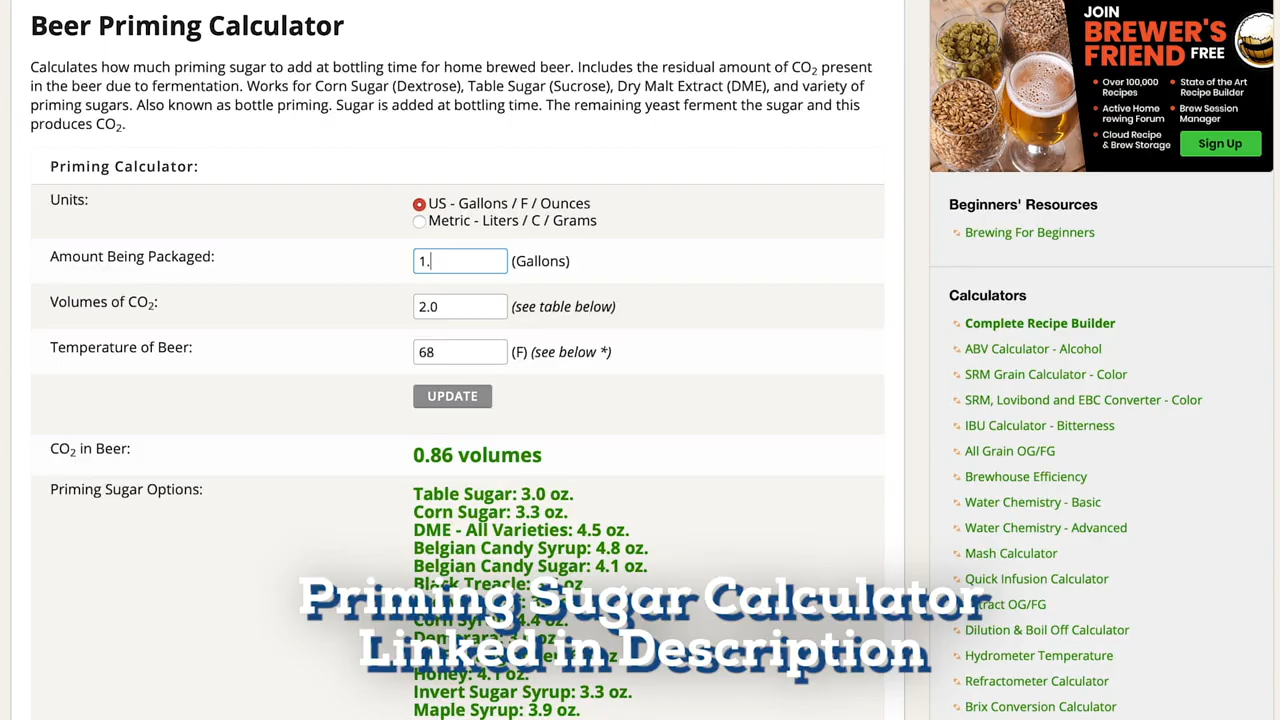 Beer Priming Calculator
Calculates how much priming sugar to add at bottling time for home brewed beer. Includes the residual amount of CO2 present
in the beer due to fermentation. Works for Corn Sugar (Dextrose), Table Sugar (Sucrose), Dry Malt Extract (DME), and variety of
priming sugars. Also known as bottle priming. Sugar is added at bottling time. The remaining yeast ferment the sugar and this
produces CO2.
Priming Calculator:
Units:
US - Gallons / F / Ounces
Metric - Liters / C / Grams
Amount Being Packaged:
1.
(Gallons)
Volumes of CO2:
2.0
(see table below)
Temperature of Beer:
68
(F) (see below *)
UPDATE
CO2 in Beer:
0.86 volumes
Priming Sugar Options:
Table Sugar: 3.0 oz.
Corn Sugar: 3.3 oz.
DME - All Varieties: 4.5 oz.
Belgian Candy Syrup: 4.8 oz.
Belgian Candy Sugar: 4.1 oz.
Black Treacle:
oz
4.4 oz.
Honey: 4.1 oz.
Invert Sugar Syrup: 3.3 oz.
Maple Syrup: 3.9 oz.
Priming Sugar Calculator
Linked in Description
JOIN
BREWER'S
FRIEND FREE
Over 100,000
Recipes
Active Home
rewing Forum
Cloud Recipe
& Brew Storage
State of the Art
Recipe Builder
Brew Session
Manager
Sign Up
Beginners' Resources
Brewing For Beginners
Calculators
Complete Recipe Builder
ABV Calculator - Alcohol
SRM Grain Calculator - Color
SRM, Lovibond and EBC Converter - Color
IBU Calculator - Bitterness
All Grain OG/FG
Brewhouse Efficiency
Water Chemistry - Basic
Water Chemistry - Advanced
Mash Calculator
Quick Infusion Calculator
tract OG/FG
Dilution & Boil Off Calculator
Hydrometer Temperature
Refractometer Calculator
Brix Conversion Calculator